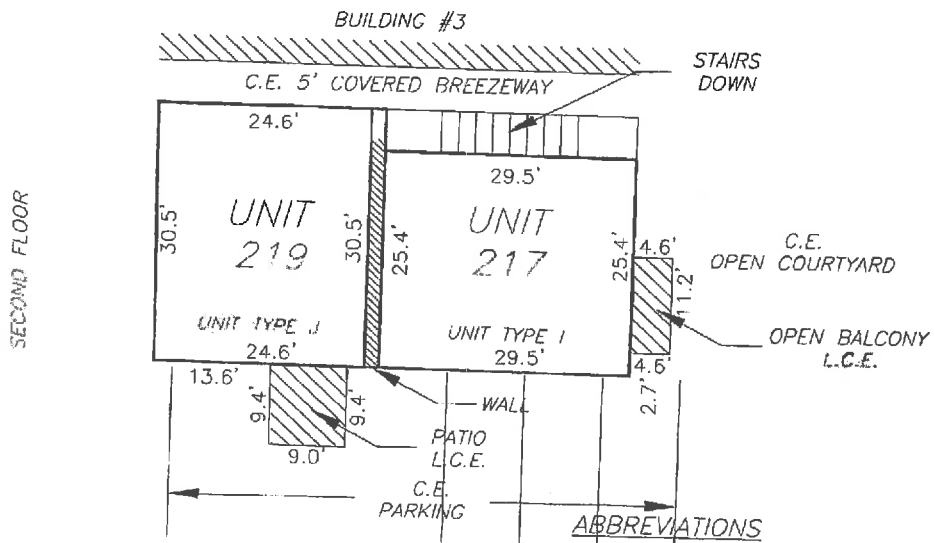 BUILDING #3
STAIRS
DOWN
C.E. 5' COVERED BREEZEWAY
24.6'
29.5'
SECOND FLOOR
30.5'
UNIT
219
30.5'
25.4'
UNIT
217
25.4'
4.6'
C.E.
OPEN COURTYARD
11.2'
UNIT TYPE J
24.6'
UNIT TYPE I
29.5'
OPEN BALCONY
L.C.E.
4.6'
2.7'
13.6'
9.4'
9.4'
9.0'
WALL
PATIO
L.C.E.
C.E.
PARKING
ABBREVIATIONS